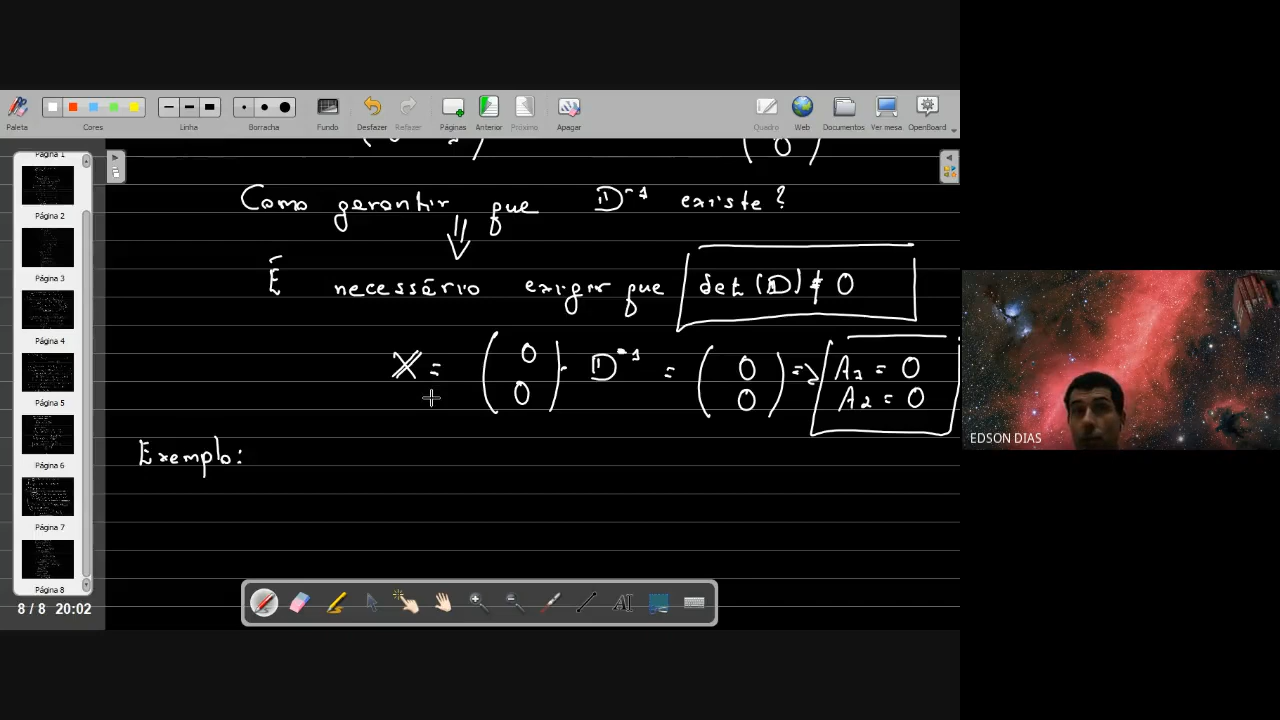 Paleta Cores Linha Borracha Fundo Desfazer Refazer Páginas Anterior Próximo Apagar Quadro Web Documentos Ver mesa OpenBoard
Página 1
Página 2
Página 3
Página 4
Página 5
Página 6
Página 7
Página 8
8 / 8 20:02
0
Como garantir que D⁻¹ existe?
⇓
É necessário exigir que det(D) ≠ 0
X = (0 0) · D⁻¹ = (0 0) => A₁ = 0
A₂ = 0
Exemplo:
AI
EDSON DIAS